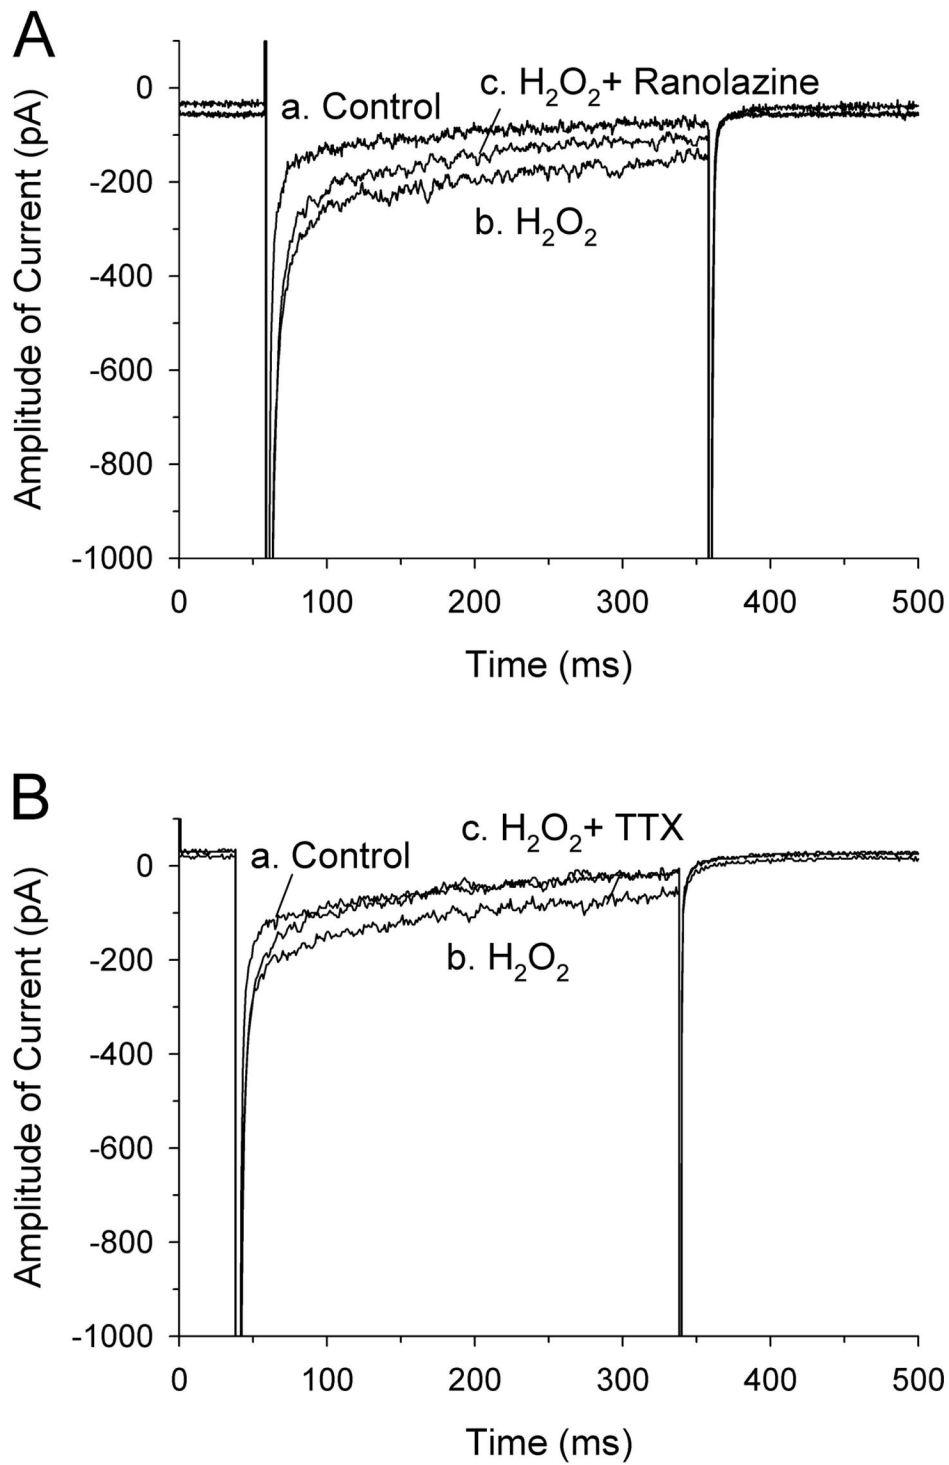 A
Amplitude of Current (pA)
0
-200
-400
-600
-800
-1000
a. Control
c. H₂O₂+ Ranolazine
b. H₂O₂
0 100 200 300 400 500
Time (ms)
B
Amplitude of Current (pA)
0
-200
-400
-600
-800
-1000
c. H₂O₂+ TTX
a. Control
b. H₂O₂
0 100 200 300 400 500
Time (ms)